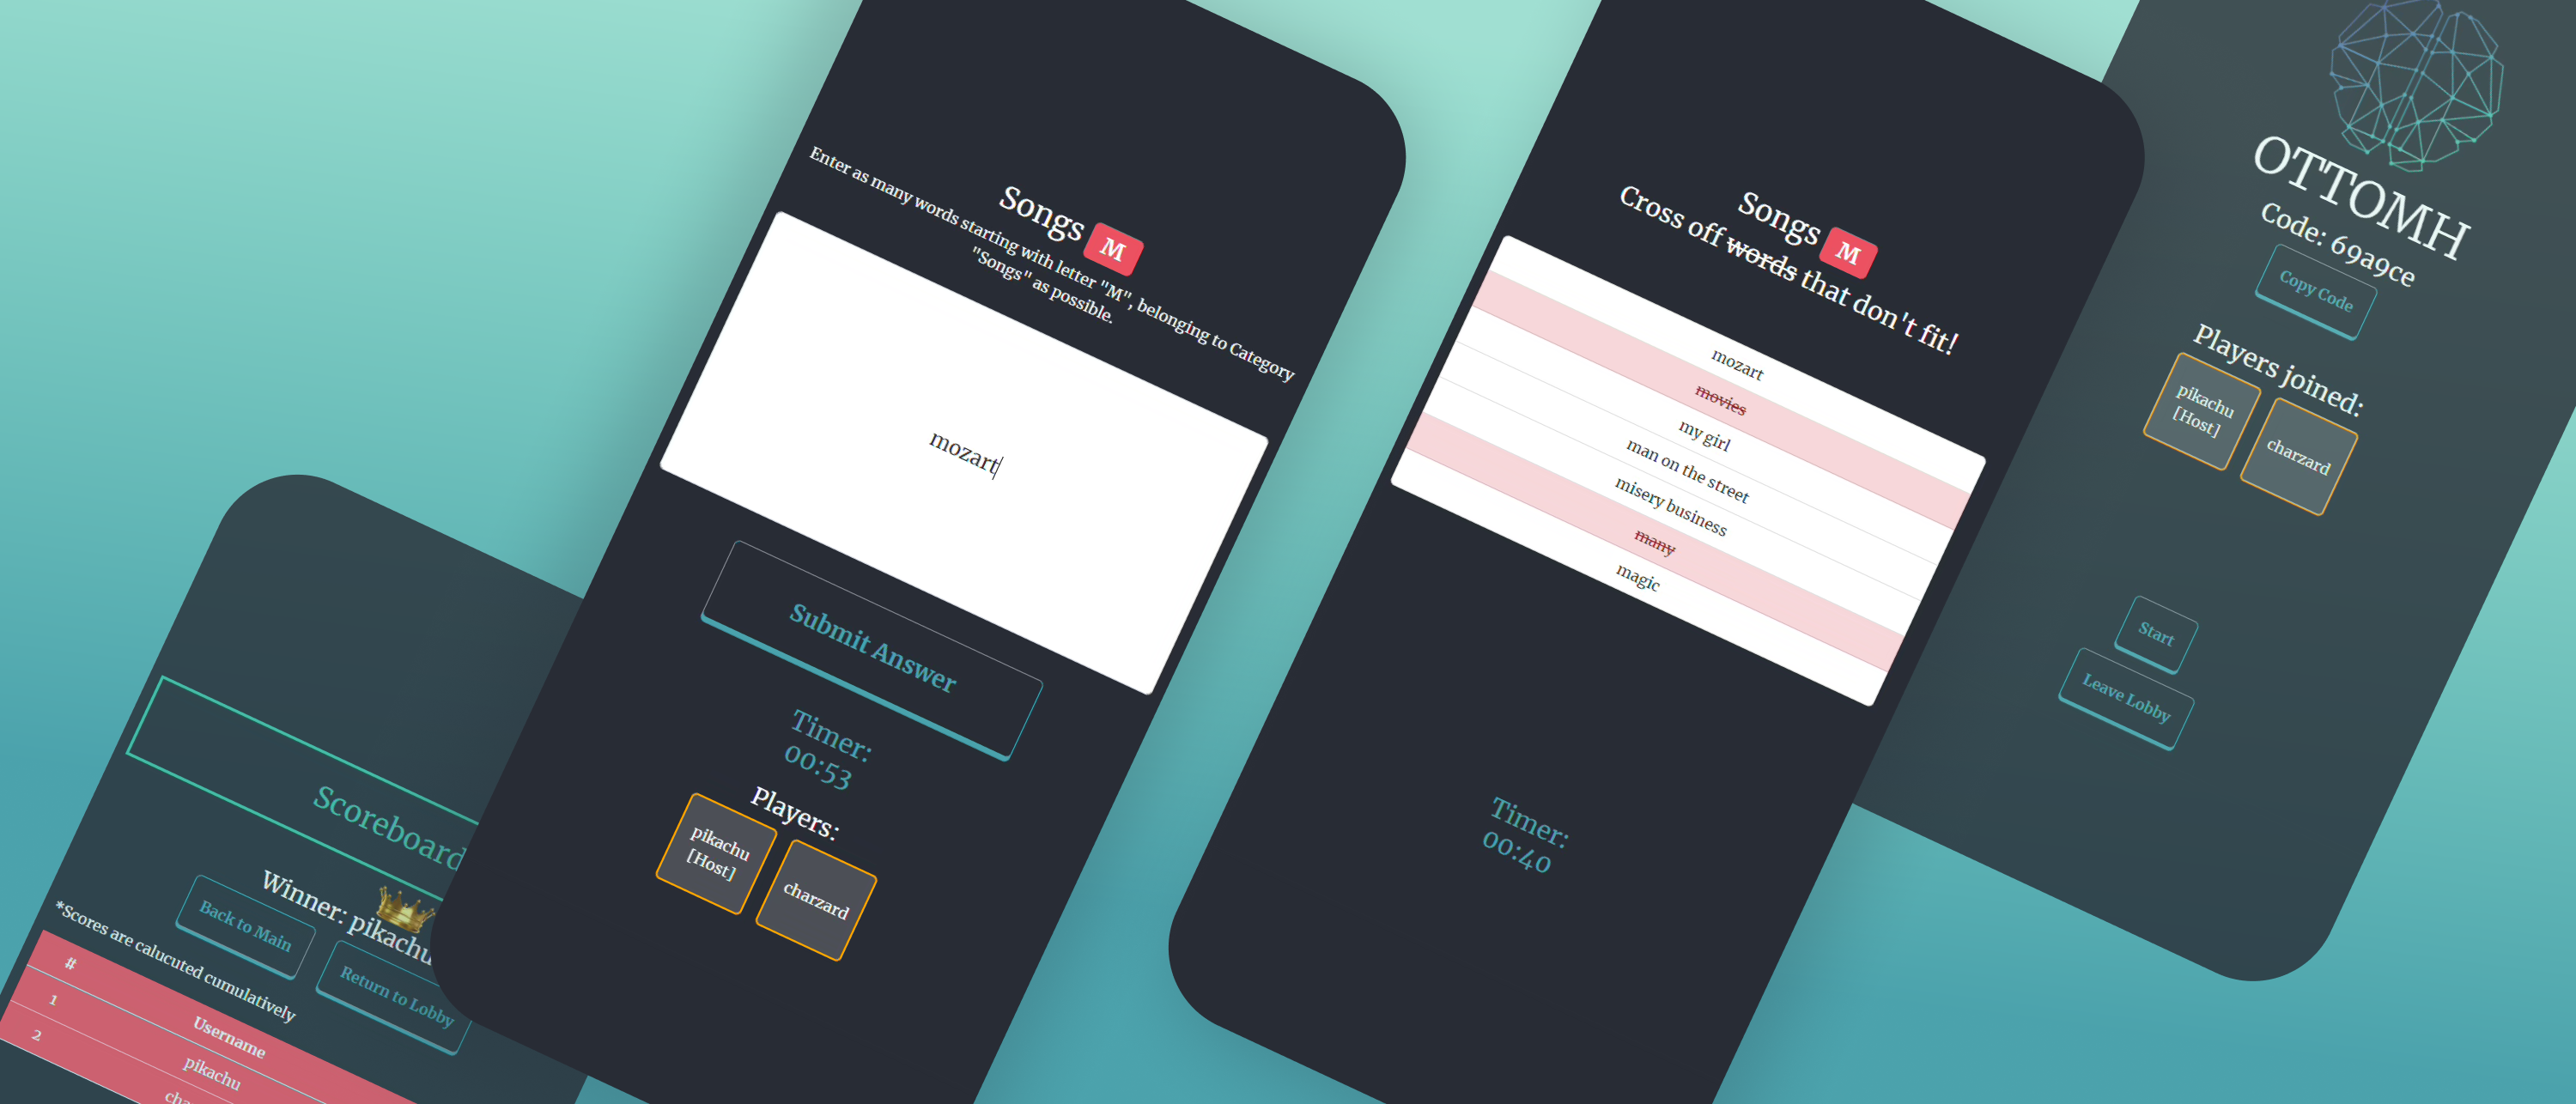 Scoreboard
Winner: pikachu
Back to Main
Return to Lobby
*Scores are calucuted cumulatively
#
Username
1
pikachu
2
Songs M
Enter as many words starting with letter "M", belonging to Category
"Songs" as possible.
mozart
Submit Answer
Timer:
00:53
Players:
pikachu
[Host]
charzard
Songs M
Cross off words that don't fit!
mozart
movies
my girl
man on the street
misery business
many
magic
Timer:
00:40
OTTOMH
Code: 69a9ce
Copy Code
Players joined:
pikachu
[Host]
charzard
Start
Leave Lobby